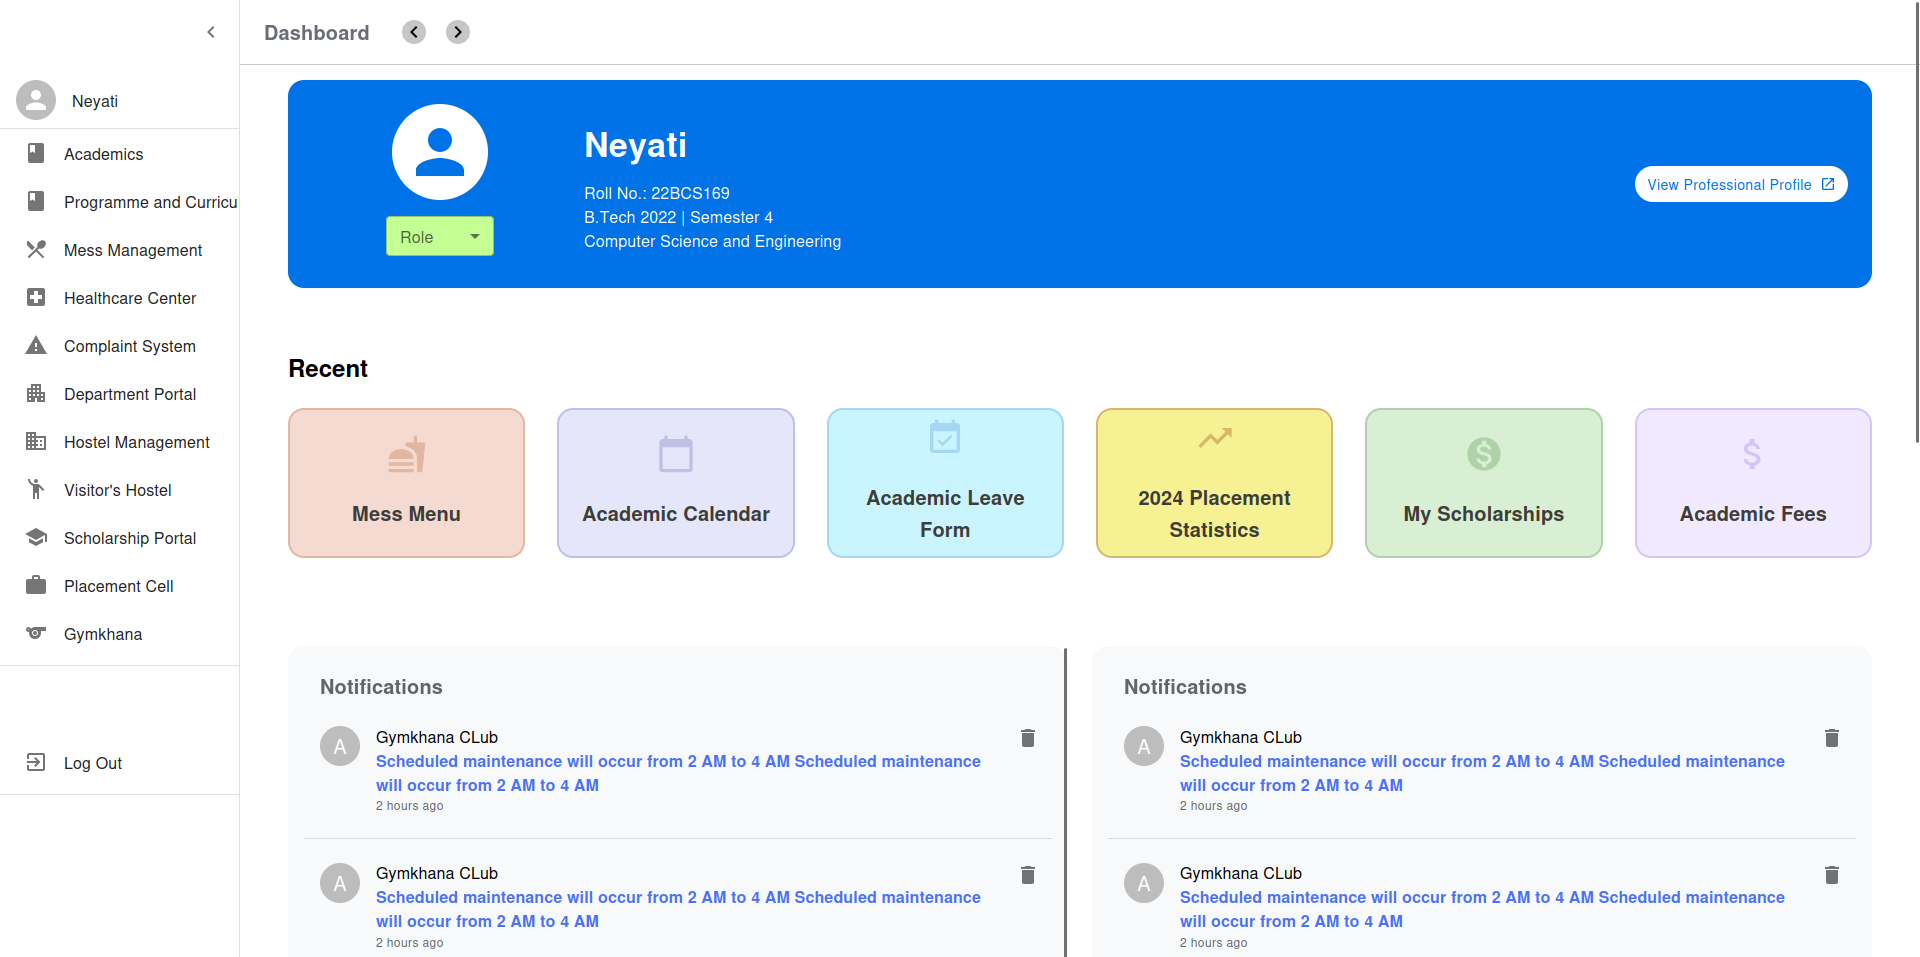 Dashboard
Neyati
Academics
Programme and Curricu
Mess Management
Healthcare Center
Complaint System
Department Portal
Hostel Management
Visitor's Hostel
Scholarship Portal
Placement Cell
Gymkhana
Log Out
Neyati
Roll No.: 22BCS169
B.Tech 2022 | Semester 4
Computer Science and Engineering
Role
View Professional Profile
Recent
Mess Menu
Academic Calendar
Academic Leave
Form
2024 Placement
Statistics
My Scholarships
Academic Fees
Notifications
A
Gymkhana CLub
Scheduled maintenance will occur from 2 AM to 4 AM Scheduled maintenance
will occur from 2 AM to 4 AM
2 hours ago
A
Gymkhana CLub
Scheduled maintenance will occur from 2 AM to 4 AM Scheduled maintenance
will occur from 2 AM to 4 AM
2 hours ago
Notifications
A
Gymkhana CLub
Scheduled maintenance will occur from 2 AM to 4 AM Scheduled maintenance
will occur from 2 AM to 4 AM
2 hours ago
A
Gymkhana CLub
Scheduled maintenance will occur from 2 AM to 4 AM Scheduled maintenance
will occur from 2 AM to 4 AM
2 hours ago